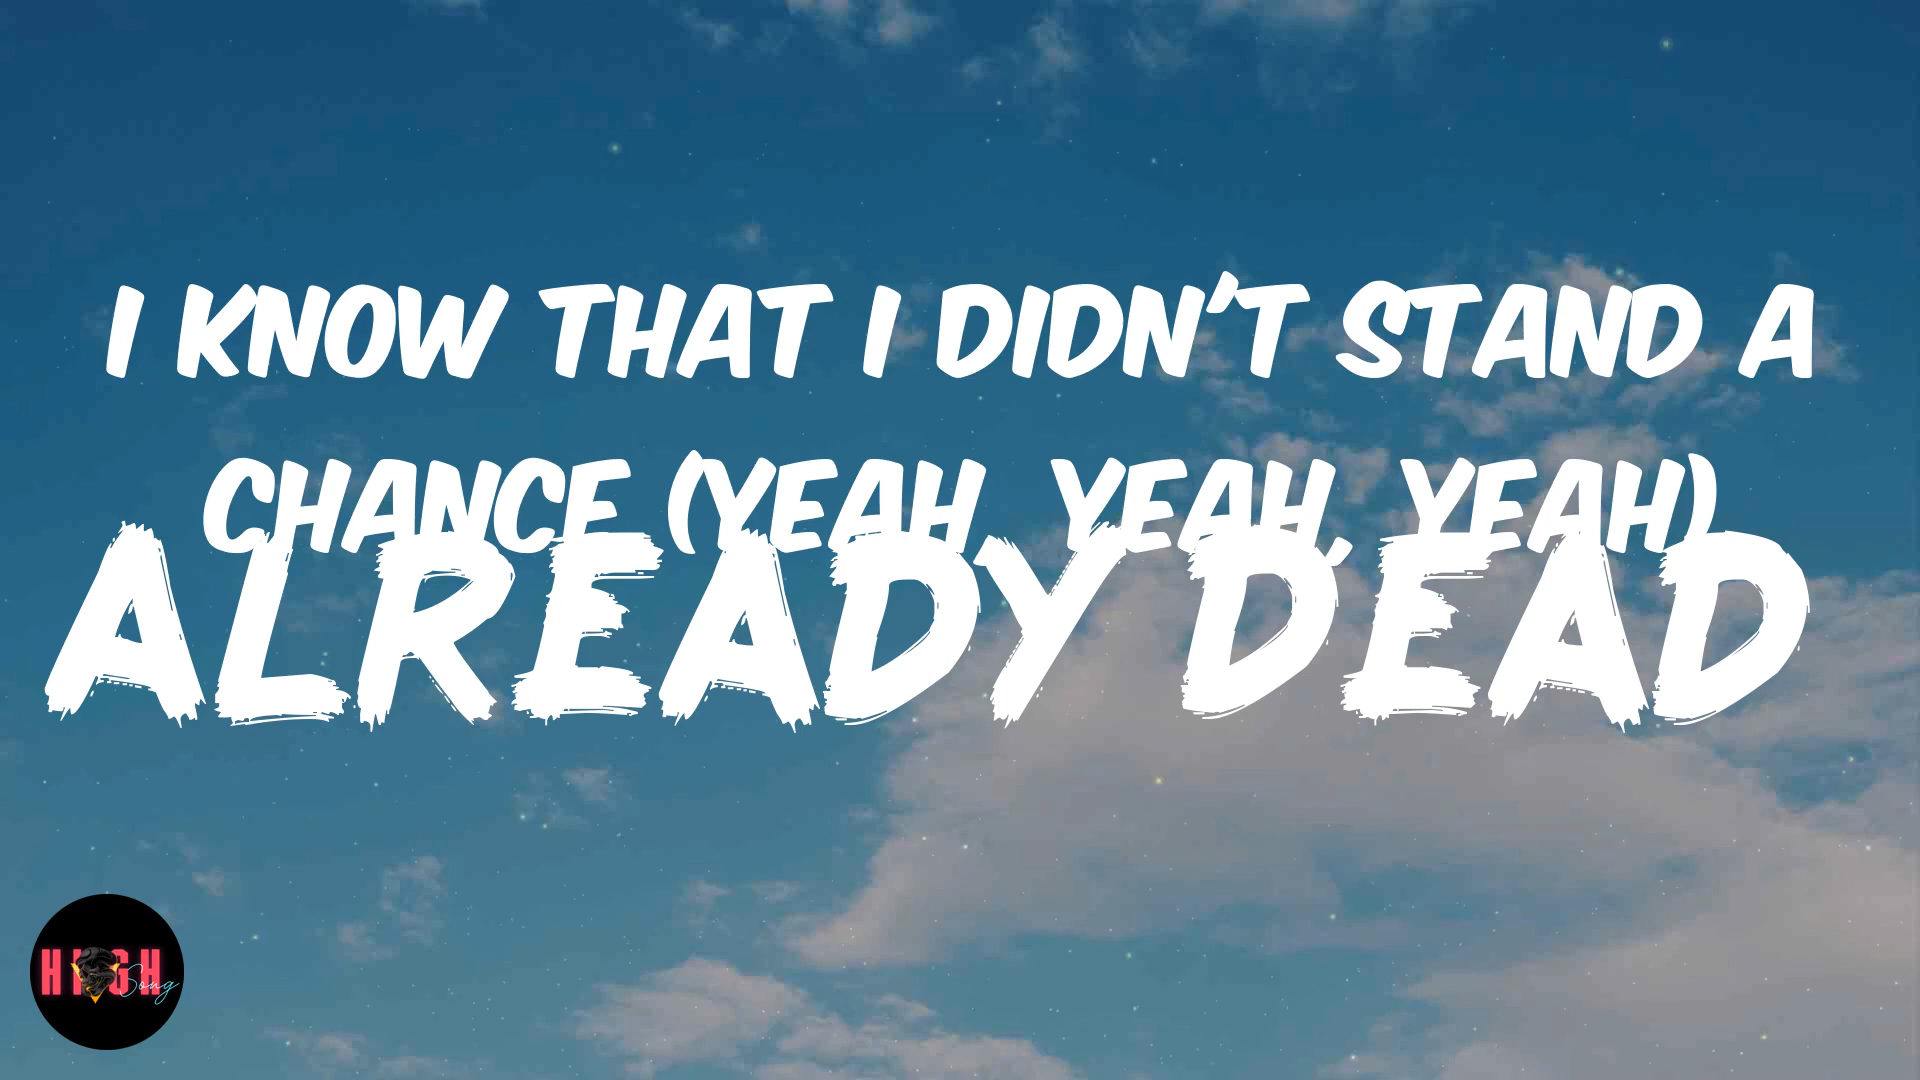 I KNOW THAT I DIDN'T STAND A
CHANCE (YEAH, YEAH, YEAH)
ALREADY DEAD
HIGH
Song